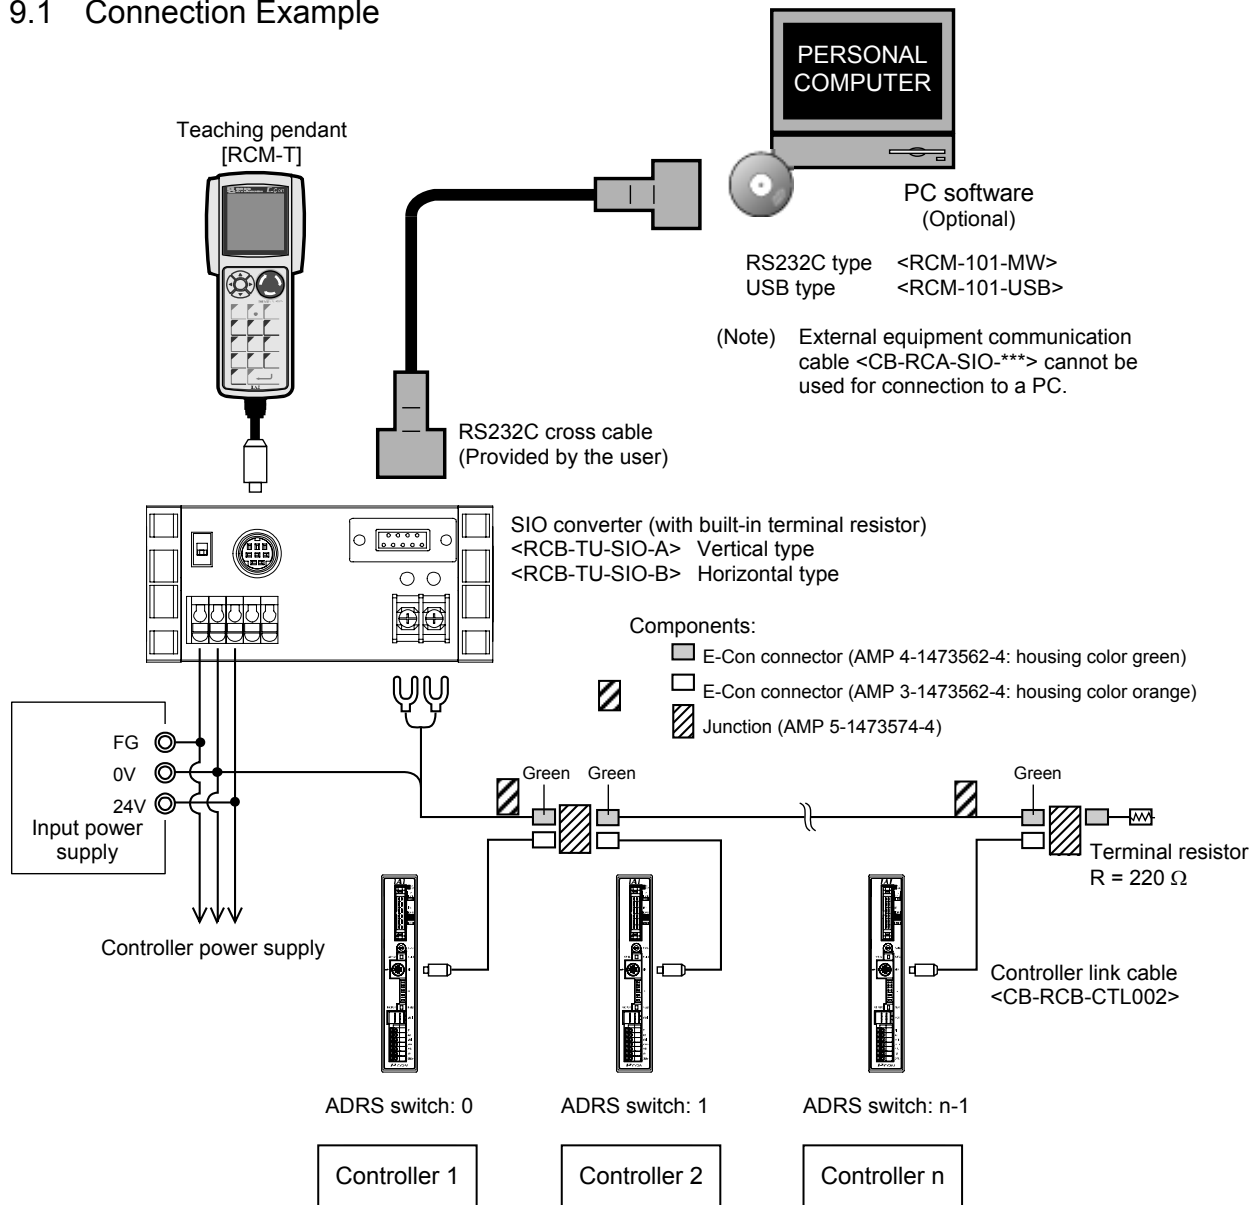 9.1 Connection Example
PERSONAL
COMPUTER
Teaching pendant
[RCM-T]
PC software
(Optional)
RS232C type <RCM-101-MW>
USB type <RCM-101-USB>
(Note) External equipment communication
cable <CB-RCA-SIO-***> cannot be
used for connection to a PC.
RS232C cross cable
(Provided by the user)
SIO converter (with built-in terminal resistor)
<RCB-TU-SIO-A> Vertical type
<RCB-TU-SIO-B> Horizontal type
Components:
E-Con connector (AMP 4-1473562-4: housing color green)
E-Con connector (AMP 3-1473562-4: housing color orange)
Junction (AMP 5-1473574-4)
FG
0V
24V
Input power
supply
Green Green Green
Terminal resistor
R = 220 Ω
Controller power supply
Controller link cable
<CB-RCB-CTL002>
ADRS switch: 0 ADRS switch: 1 ADRS switch: n-1
Controller 1 Controller 2 Controller n